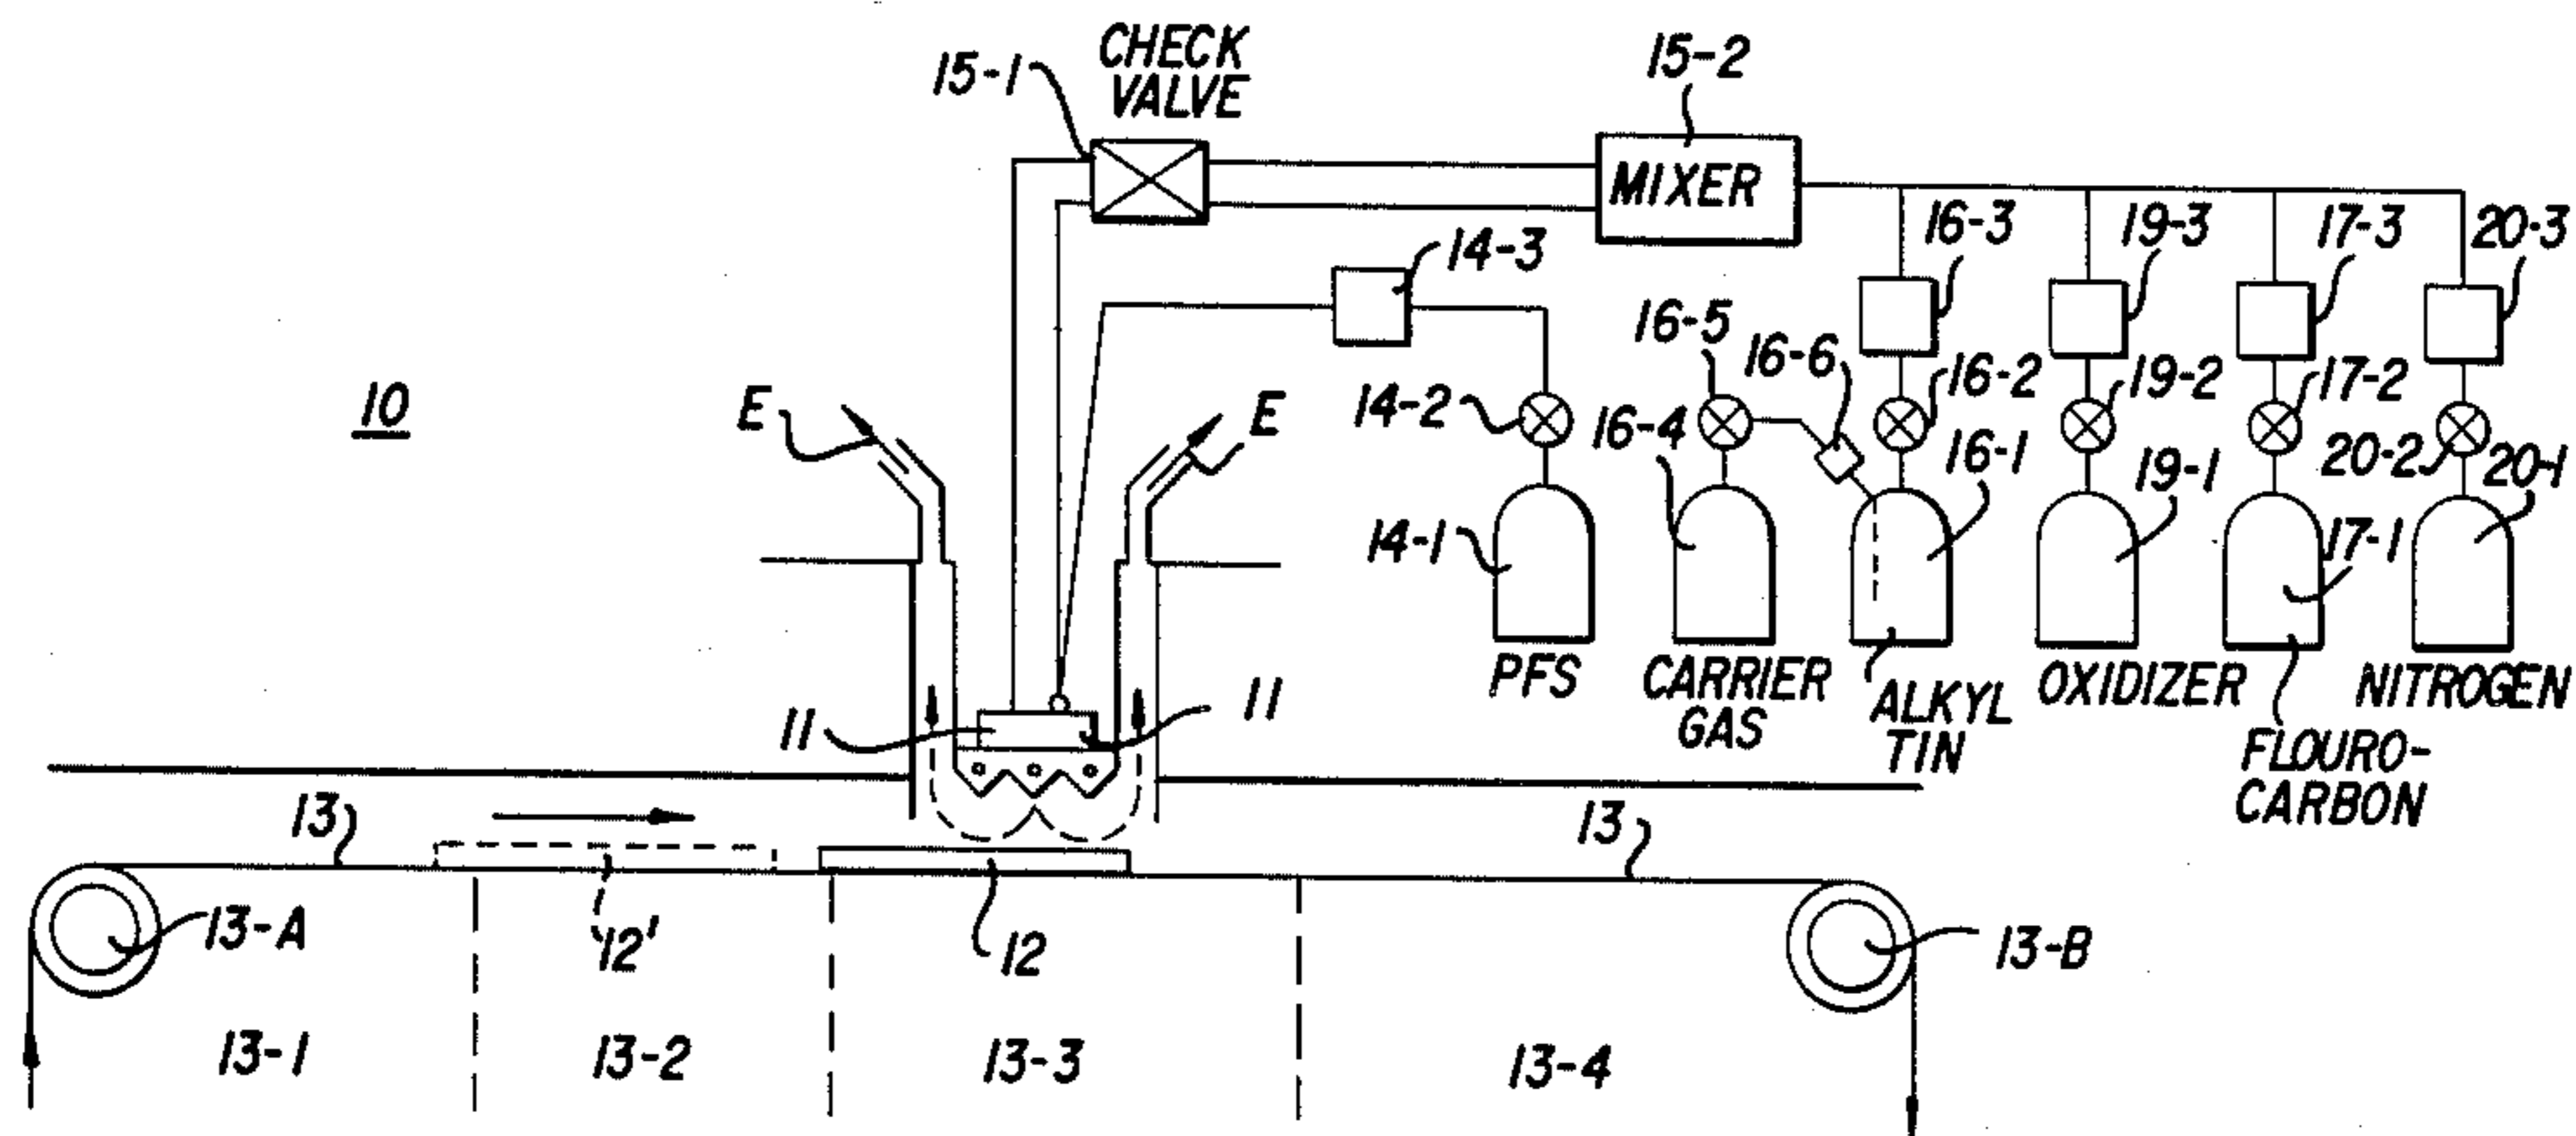 CHECK
VALVE
15-1
15-2
MIXER
14-3
16-3
19-3
17-3
20-3
16-5
16-6
10
E
E
14-2
16-4
16-2
19-2
17-2
20-2
14-1
16-1
19-1
17-1
20-1
PFS
CARRIER
GAS
ALKYL
TIN
OXIDIZER
FLOURO-
CARBON
NITROGEN
11
11
13
13
13-A
12'
12
13-B
13-1
13-2
13-3
13-4